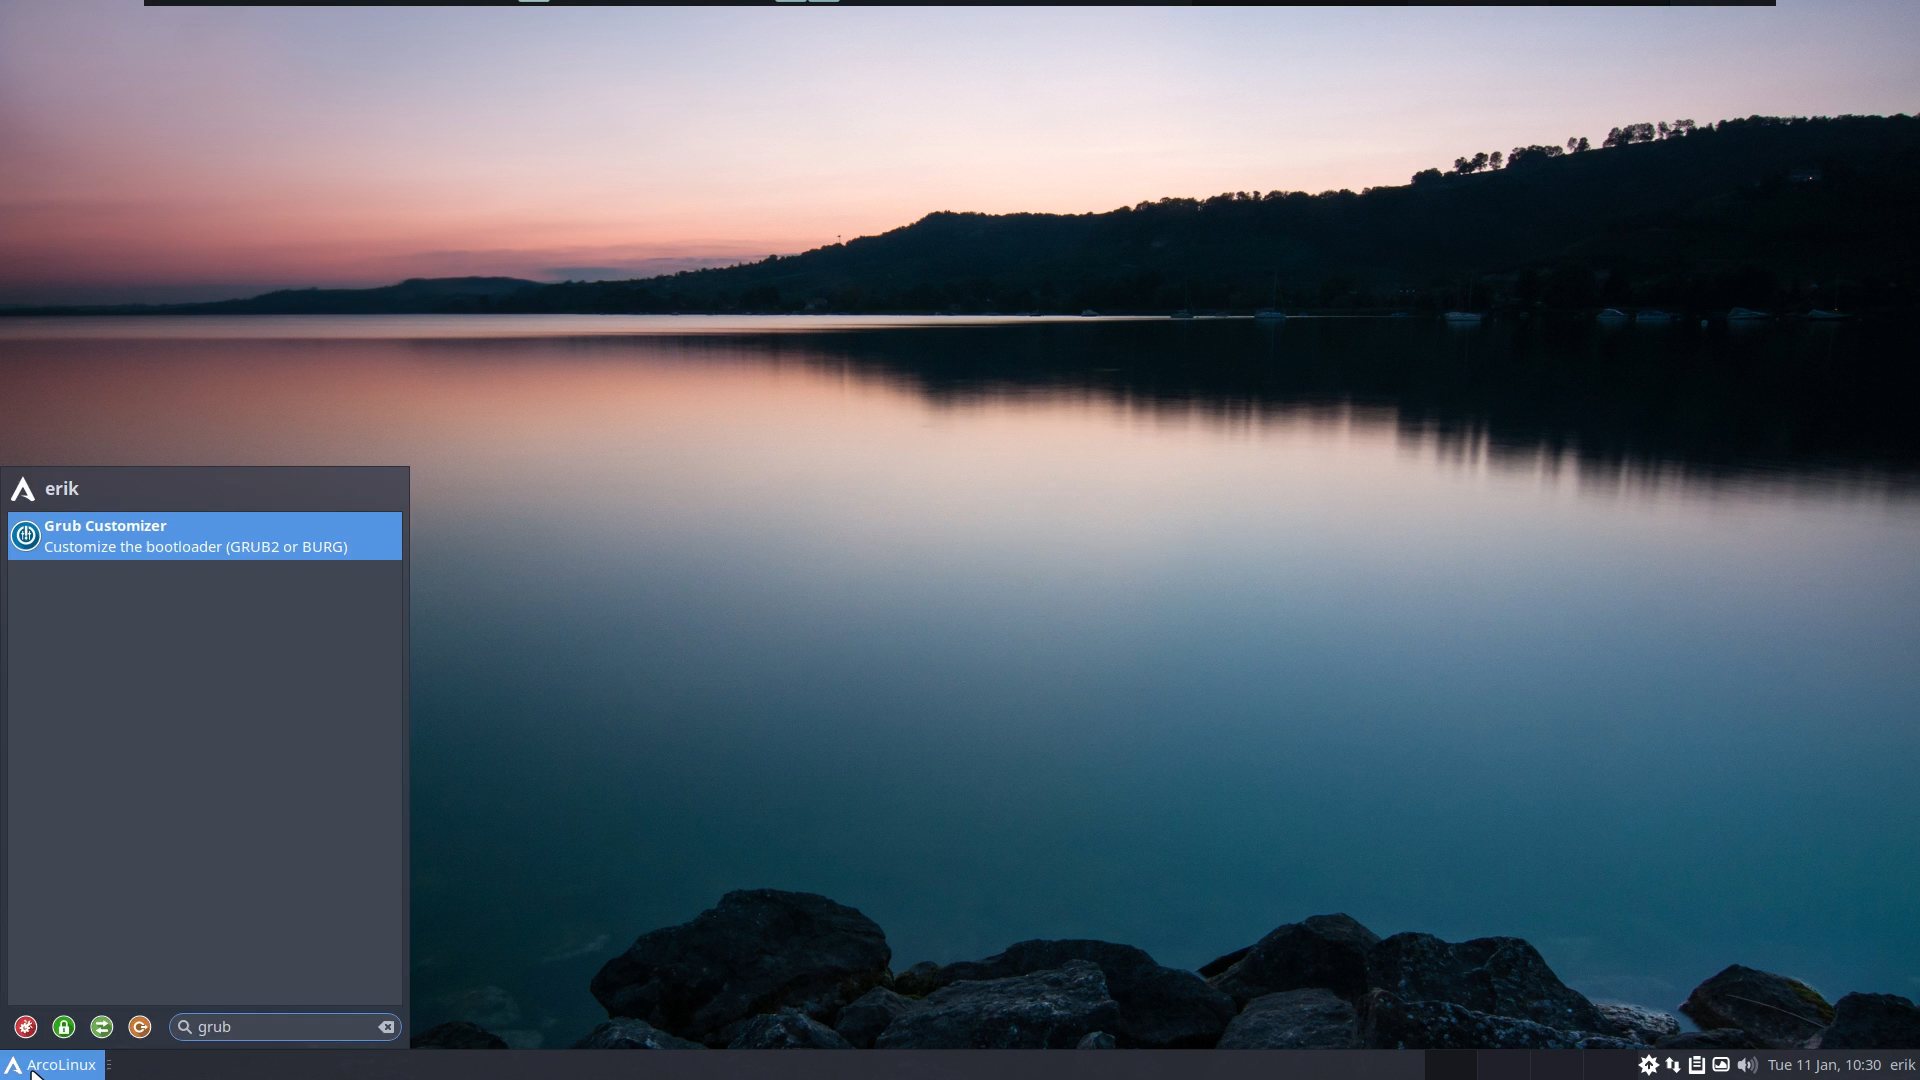 erik
Grub Customizer
Customize the bootloader (GRUB2 or BURG)
grub
ArcoLinux
Tue 11 Jan, 10:30 erik